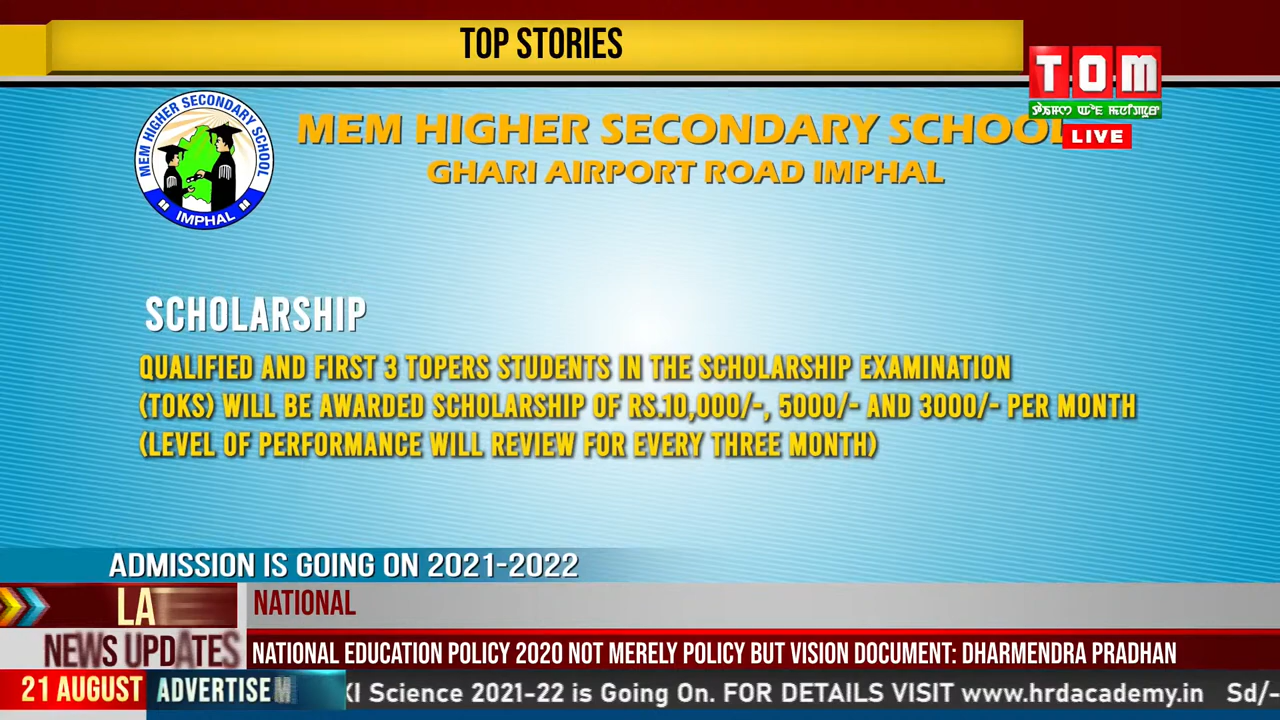 TOP STORIES
TOM
LIVE
MEM HIGHER SECONDARY SCHOOL
IMPHAL
MEM HIGHER SECONDARY SCHOOL
GHARI AIRPORT ROAD IMPHAL
SCHOLARSHIP
QUALIFIED AND FIRST 3 TOPERS STUDENTS IN THE SCHOLARSHIP EXAMINATION
(TOKS) WILL BE AWARDED SCHOLARSHIP OF RS.10,000/-, 5000/- AND 3000/- PER MONTH
(LEVEL OF PERFORMANCE WILL REVIEW FOR EVERY THREE MONTH)
ADMISSION IS GOING ON 2021-2022
LA
NEWS UPDATES
NATIONAL
NATIONAL EDUCATION POLICY 2020 NOT MERELY POLICY BUT VISION DOCUMENT: DHARMENDRA PRADHAN
21 AUGUST
ADVERTISEM
XI Science 2021-22 is Going On. FOR DETAILS VISIT www.hrdacademy.in Sd/-